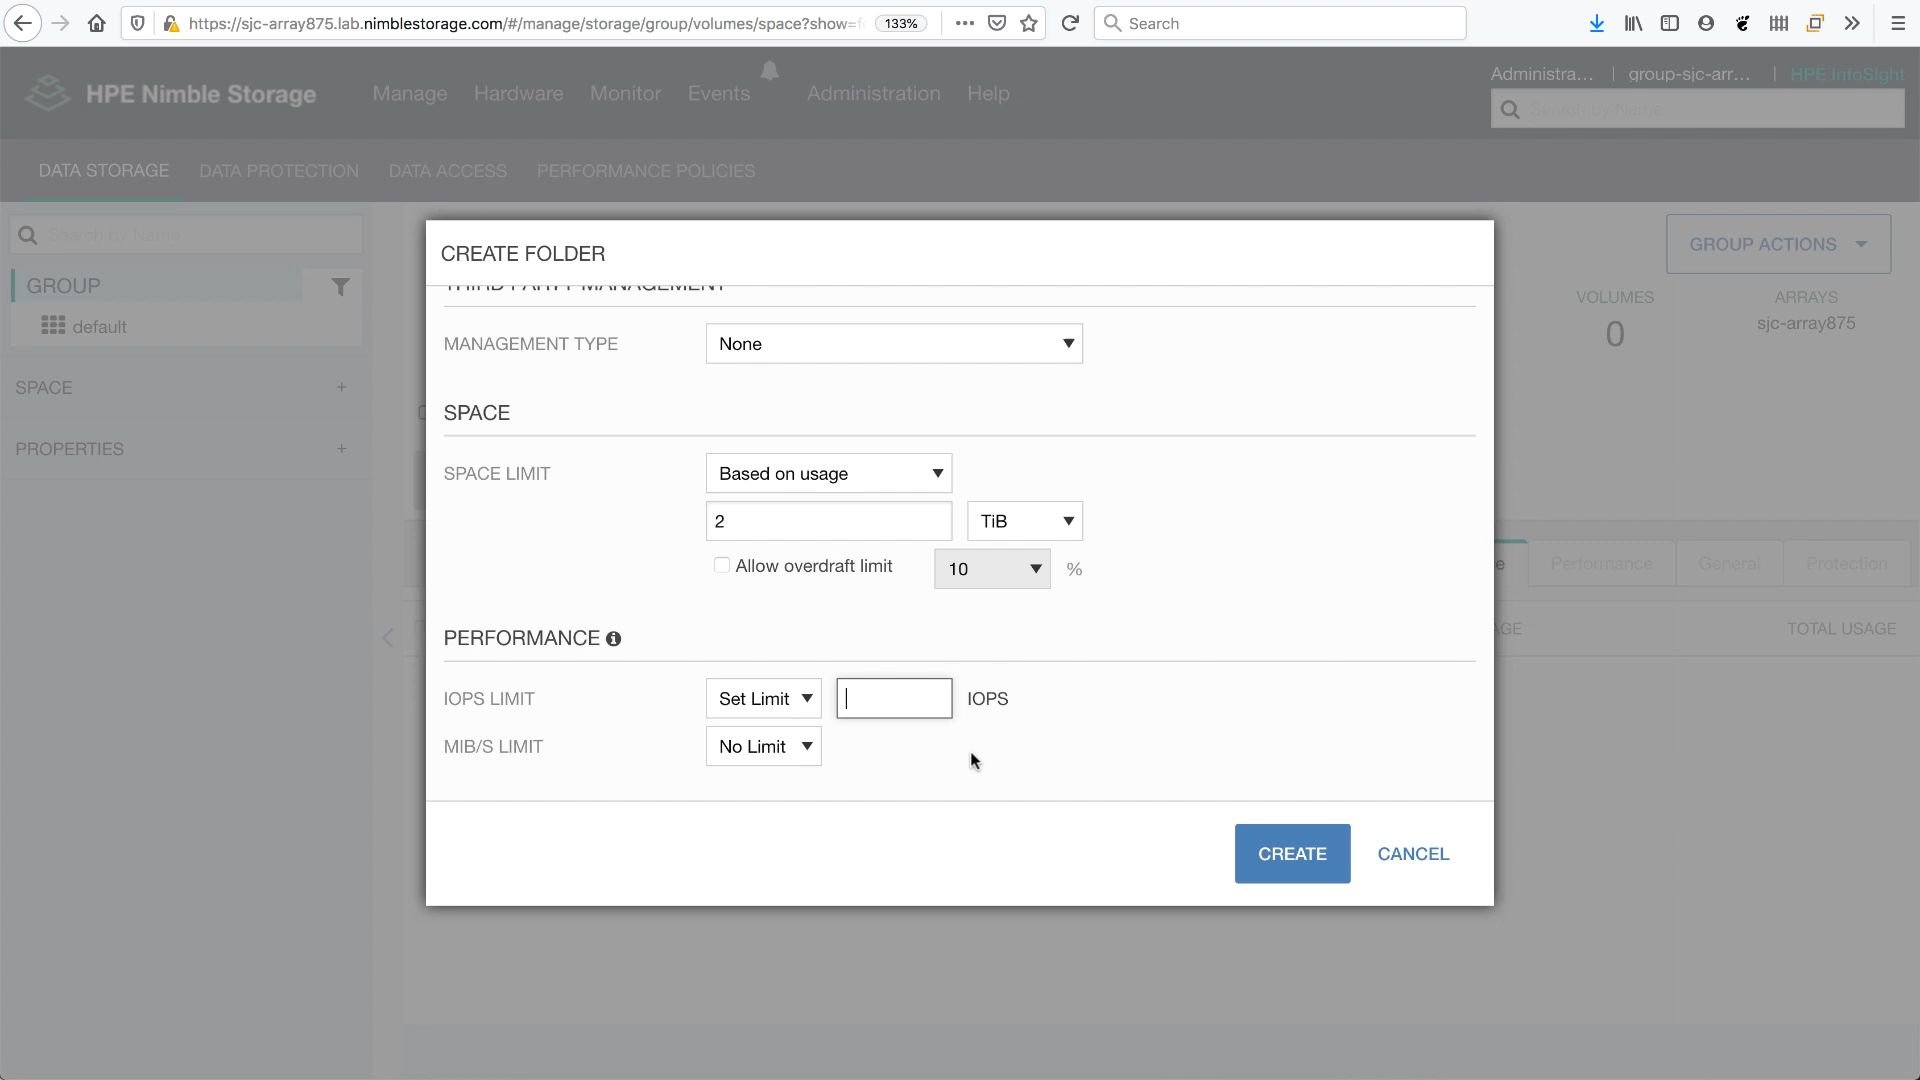 https://sjc-array875.lab.nimblestorage.com/#/manage/storage/group/volumes/space?show=f
133%
Search
HPE Nimble Storage
Manage
Hardware
Monitor
Events
Administration
Help
Administra...
group-sjc-arr...
HPE InfoSight
Search by Name
DATA STORAGE
DATA PROTECTION
DATA ACCESS
PERFORMANCE POLICIES
Search by Name
GROUP
default
SPACE +
PROPERTIES +
GROUP ACTIONS
VOLUMES
0
ARRAYS
sjc-array875
Performance
General
Protection
TOTAL USAGE
CREATE FOLDER
THIRD PARTY MANAGEMENT
MANAGEMENT TYPE
None
SPACE
SPACE LIMIT
Based on usage
2
TiB
Allow overdraft limit
10
%
PERFORMANCE
IOPS LIMIT
Set Limit
IOPS
MIB/S LIMIT
No Limit
CREATE
CANCEL